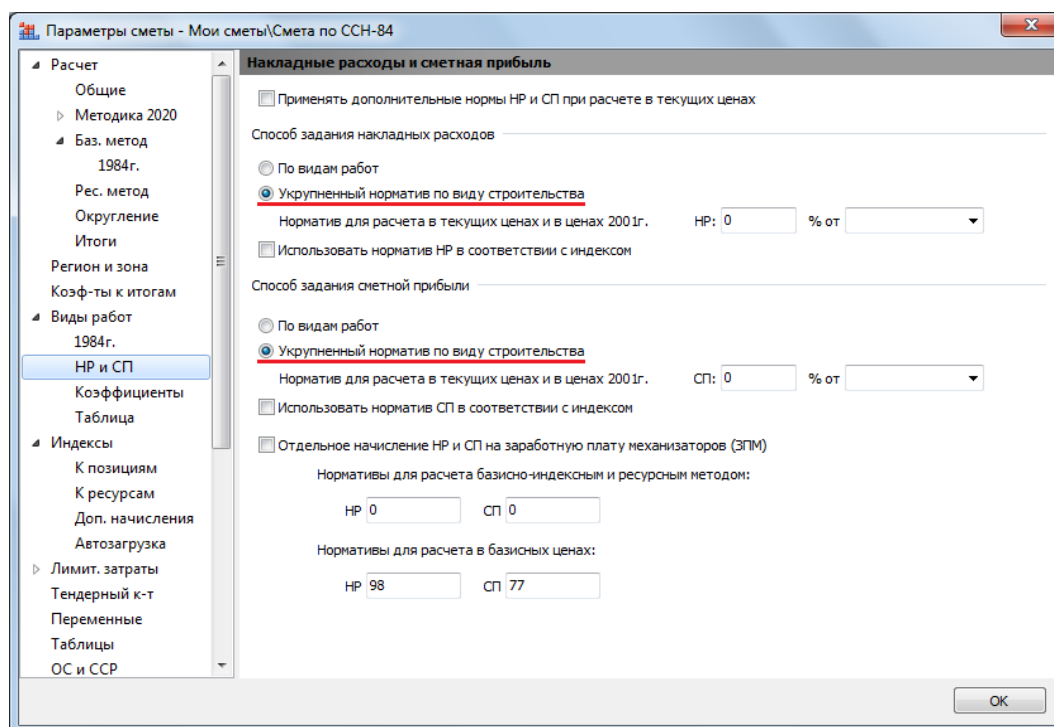 Параметры сметы - Мои сметы\Смета по ССН-84
Расчет
Общие
Методика 2020
Баз. метод
1984г.
Рес. метод
Округление
Итоги
Регион и зона
Коэф-ты к итогам
Виды работ
1984г.
НР и СП
Коэффициенты
Таблица
Индексы
К позициям
К ресурсам
Доп. начисления
Автозагрузка
Лимит. затраты
Тендерный к-т
Переменные
Таблицы
ОС и ССР
Накладные расходы и сметная прибыль
Применять дополнительные нормы НР и СП при расчете в текущих ценах
Способ задания накладных расходов
По видам работ
Укрупненный норматив по виду строительства
Норматив для расчета в текущих ценах и в ценах 2001г. НР: 0 % от
Использовать норматив НР в соответствии с индексом
Способ задания сметной прибыли
По видам работ
Укрупненный норматив по виду строительства
Норматив для расчета в текущих ценах и в ценах 2001г. СП: 0 % от
Использовать норматив СП в соответствии с индексом
Отдельное начисление НР и СП на заработную плату механизаторов (ЗПМ)
Нормативы для расчета базисно-индексным и ресурсным методом:
НР 0 СП 0
Нормативы для расчета в базисных ценах:
НР 98 СП 77
OK